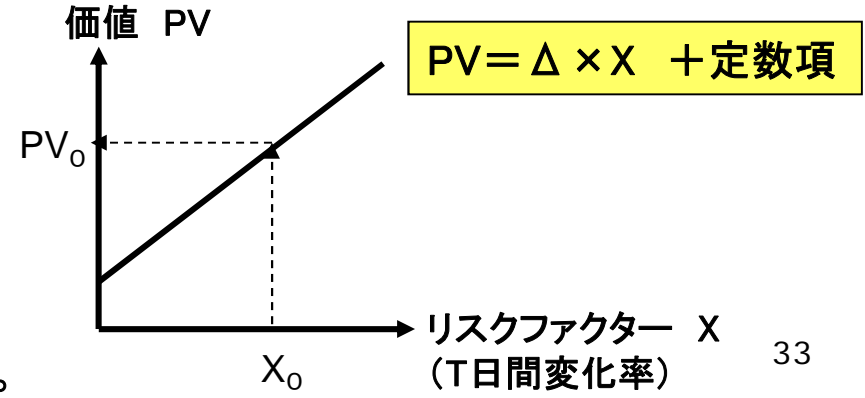 価値 PV
PV=Δ×X +定数項
PV₀
リスクファクター X
(T日間変化率)
X₀
33
。